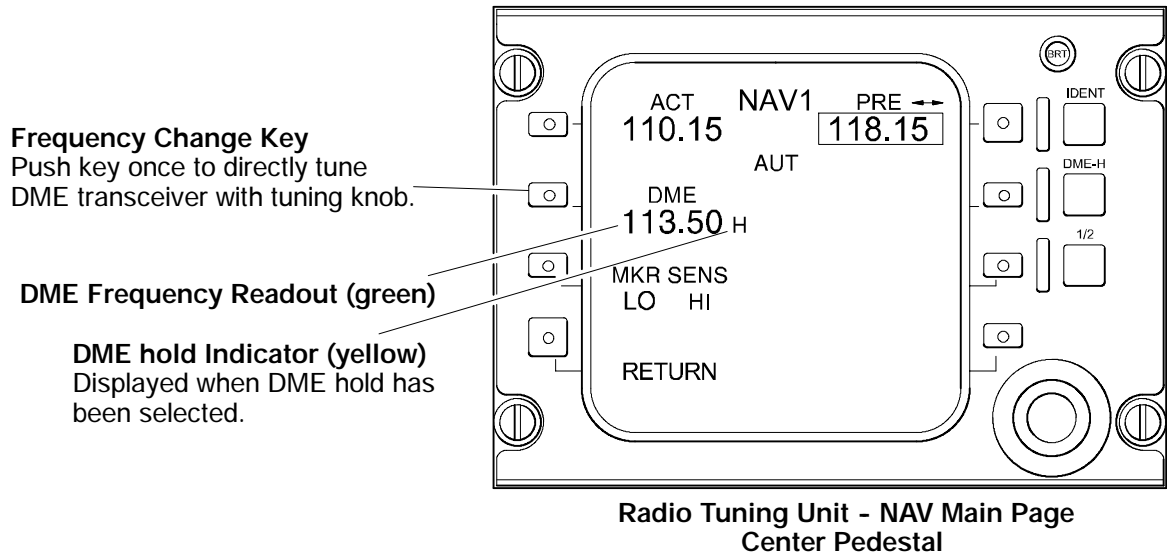 Frequency Change Key
Push key once to directly tune
DME transceiver with tuning knob.
DME Frequency Readout (green)
DME hold Indicator (yellow)
Displayed when DME hold has
been selected.
ACT NAV1 PRE
110.15 118.15
AUT
DME
113.50 H
MKR SENS
LO HI
RETURN
BRT
IDENT
DME-H
1/2
Radio Tuning Unit - NAV Main Page
Center Pedestal